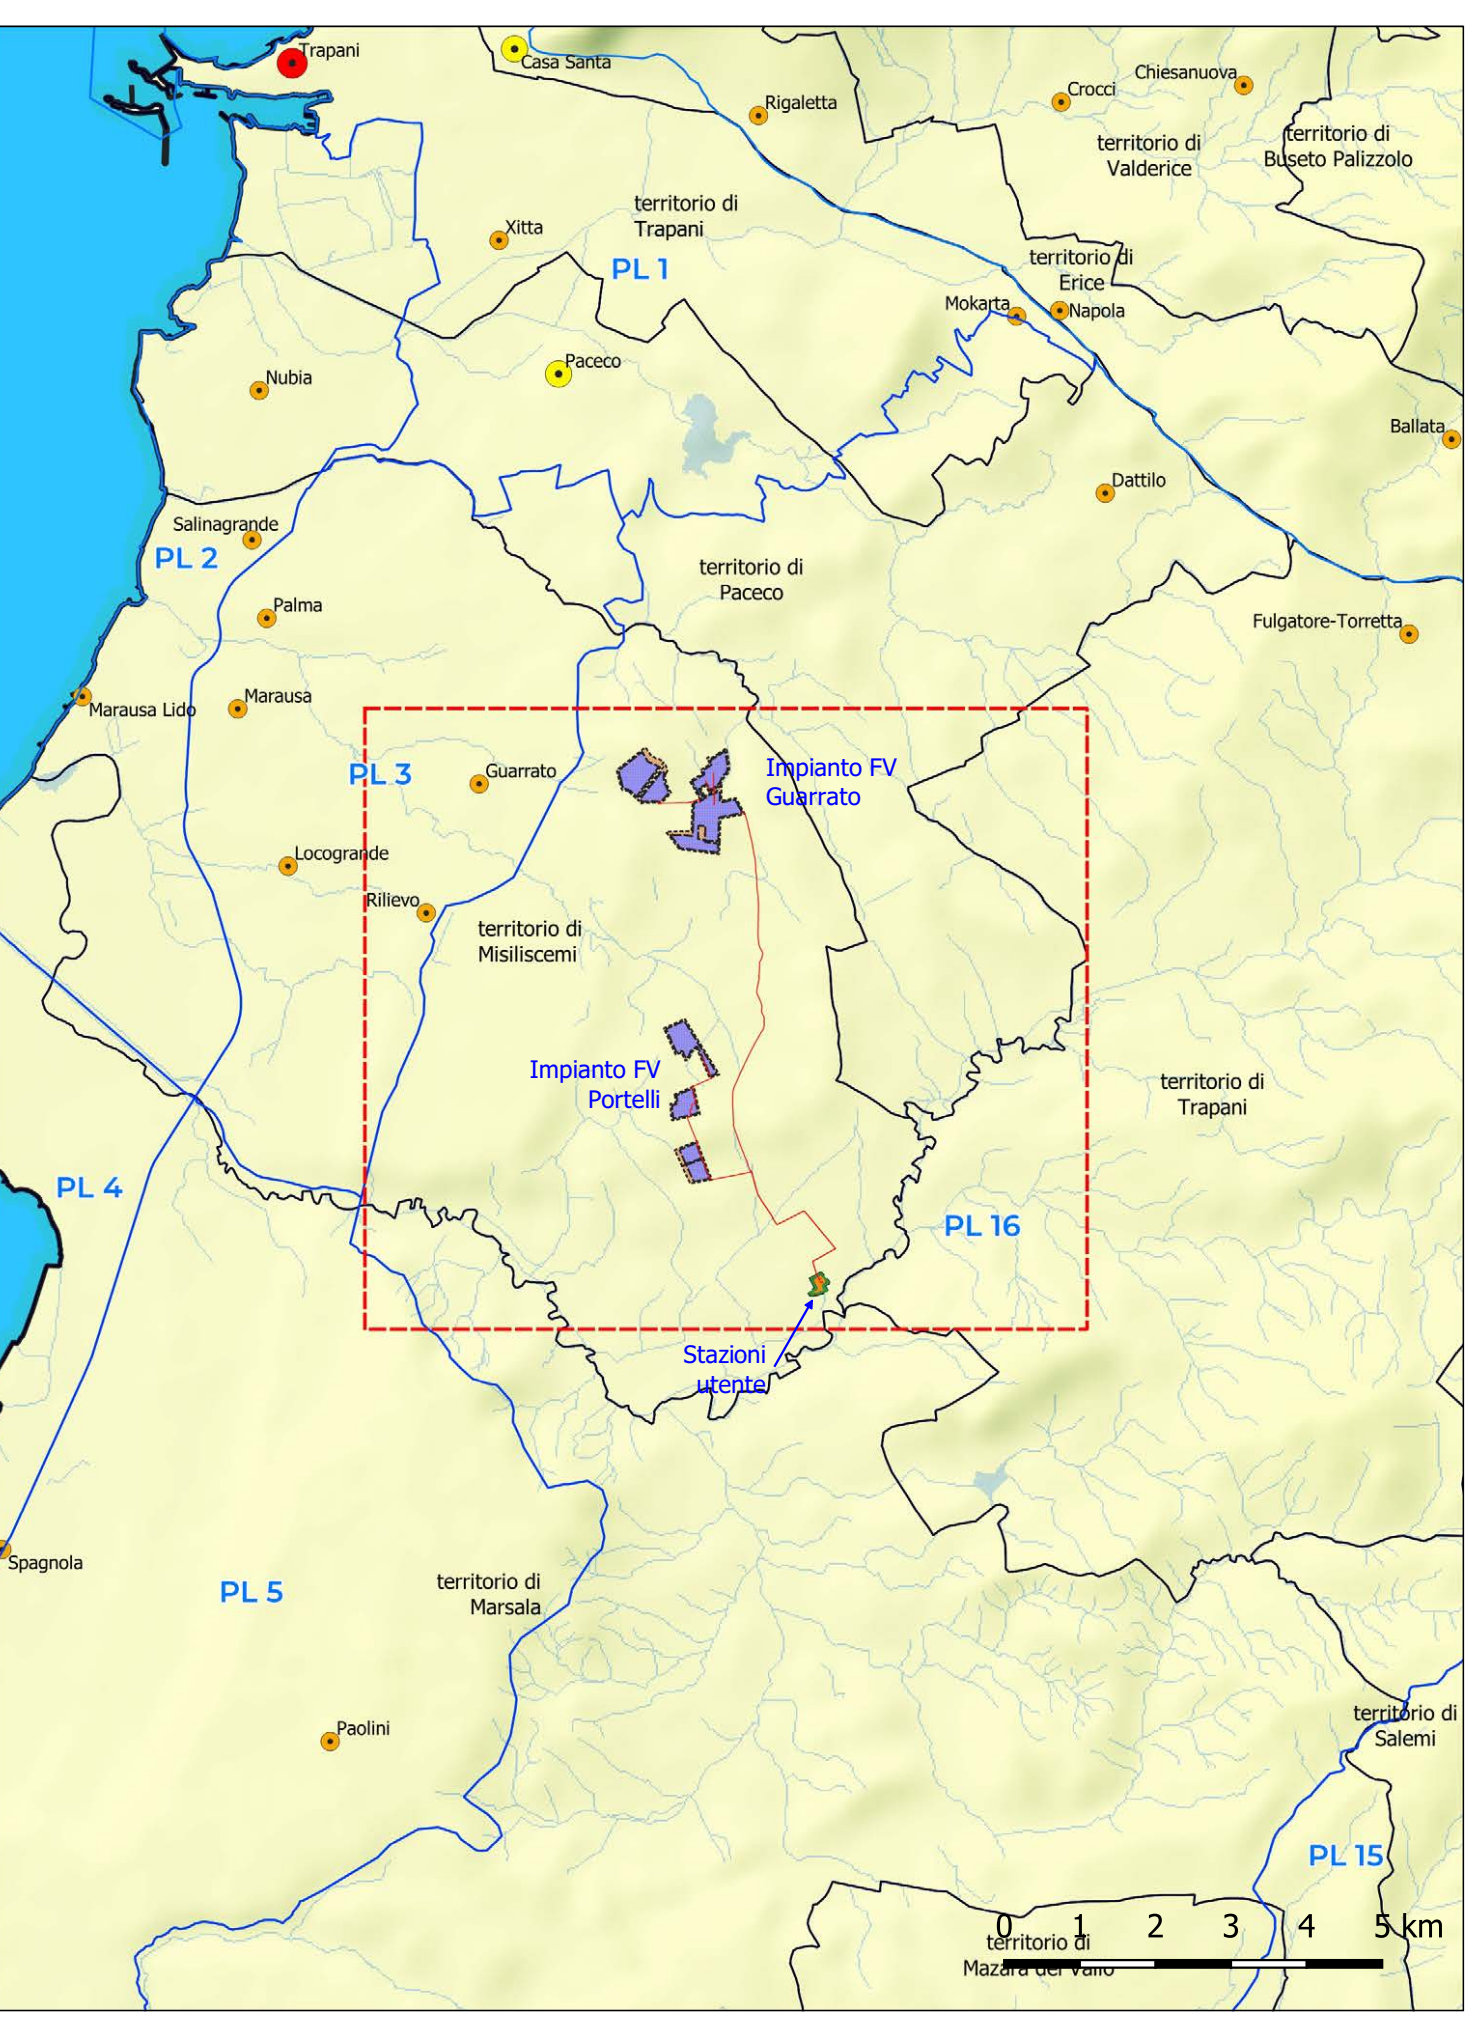 Trapani
Casa Santa
Rigaletta
Crocci
Chiesanuova
territorio di
Valderice
territorio di
Buseto Palizzolo
Xitta
territorio di
Trapani
PL 1
territorio di
Erice
Mokarta
Napola
Nubia
Paceco
Ballata
Dattilo
Salinagrande
PL 2
territorio di
Paceco
Palma
Fulgatore-Torretta
Marausa Lido
Marausa
PL 3
Guarrato
Impianto FV
Guarrato
Locogrande
Rilievo
territorio di
Misiliscemi
Impianto FV
Portelli
territorio di
Trapani
PL 4
PL 16
Stazioni
utente
Spagnola
PL 5
territorio di
Marsala
territorio di
Salemi
Paolini
PL 15
0 1 2 3 4 5 km
territorio di
Mazara del Vallo